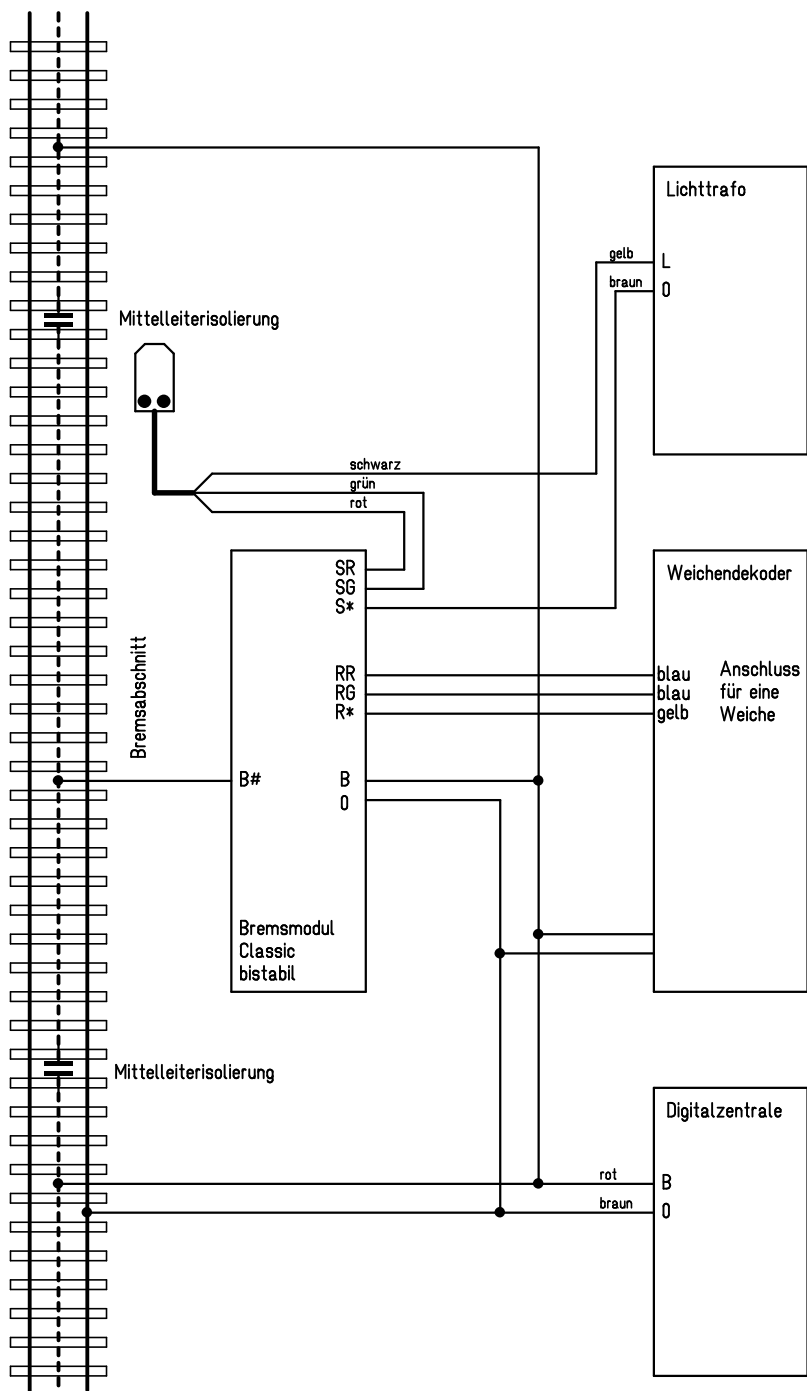 Lichttrafo
gelb
L
braun
0
Mittelleiterisolierung
schwarz
grün
rot
SR
SG
S*
Weichendekoder
Bremsabschnitt
RR
RG
R*
blau
blau
gelb
Anschluss
für eine
Weiche
B#
B
0
Bremsmodul
Classic
bistabil
Mittelleiterisolierung
Digitalzentrale
rot
B
braun
0